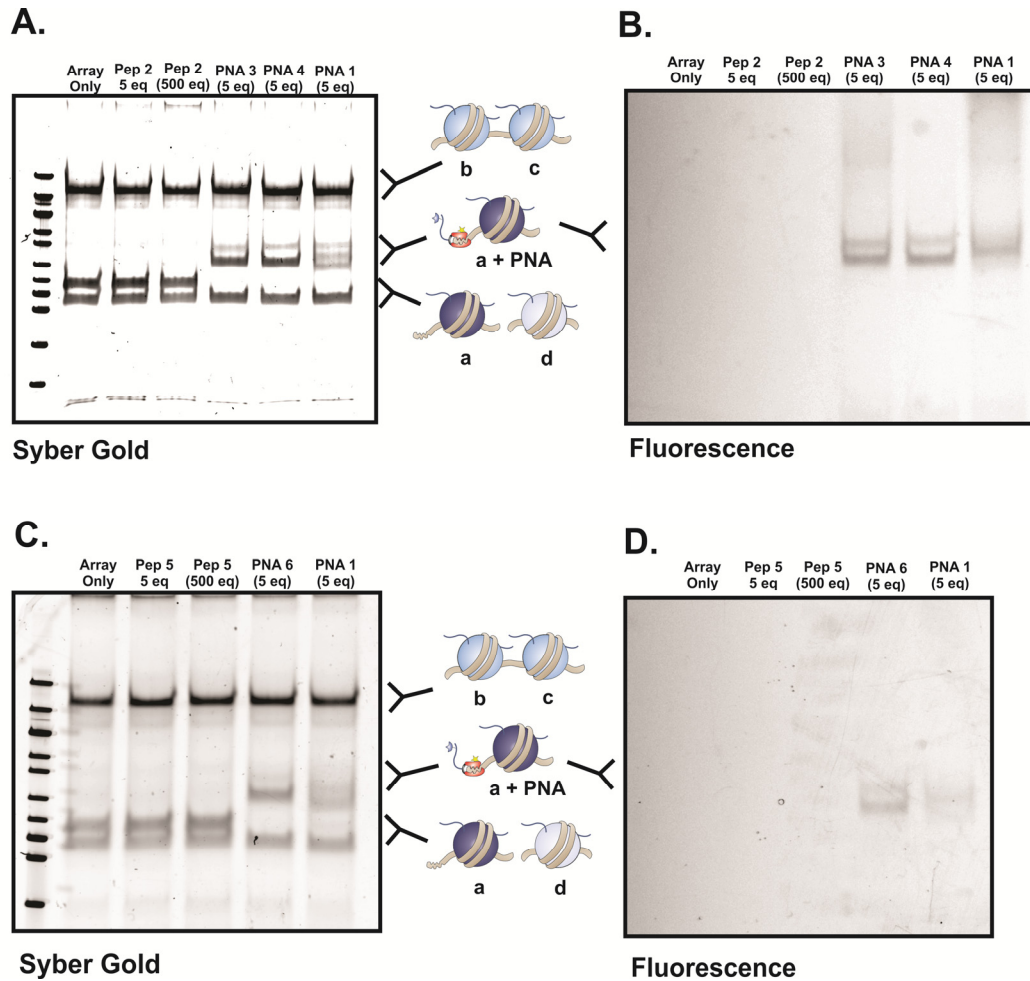 A.
Array Only
Pep 2 5 eq
Pep 2 (500 eq)
PNA 3 (5 eq)
PNA 4 (5 eq)
PNA 1 (5 eq)
b c
a + PNA
a d
Syber Gold
B.
Array Only
Pep 2 5 eq
Pep 2 (500 eq)
PNA 3 (5 eq)
PNA 4 (5 eq)
PNA 1 (5 eq)
Fluorescence
C.
Array Only
Pep 5 5 eq
Pep 5 (500 eq)
PNA 6 (5 eq)
PNA 1 (5 eq)
b c
a + PNA
a d
Syber Gold
D.
Array Only
Pep 5 5 eq
Pep 5 (500 eq)
PNA 6 (5 eq)
PNA 1 (5 eq)
Fluorescence